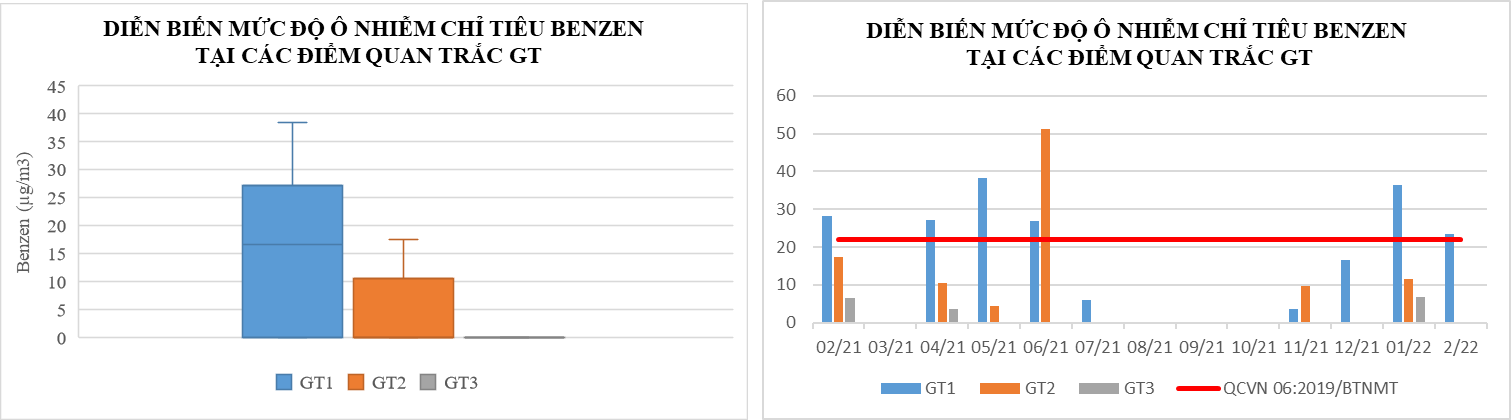 DIỄN BIẾN MỨC ĐỘ Ô NHIỄM CHỈ TIÊU BENZEN
TẠI CÁC ĐIỂM QUAN TRẮC GT
45
40
35
30
25
20
15
10
5
0
Benzen (µg/m3)
GT1 GT2 GT3
DIỄN BIẾN MỨC ĐỘ Ô NHIỄM CHỈ TIÊU BENZEN
TẠI CÁC ĐIỂM QUAN TRẮC GT
60
50
40
30
20
10
0
02/21 03/21 04/21 05/21 06/21 07/21 08/21 09/21 10/21 11/21 12/21 01/22 2/22
GT1 GT2 GT3 QCVN 06:2019/BTNMT